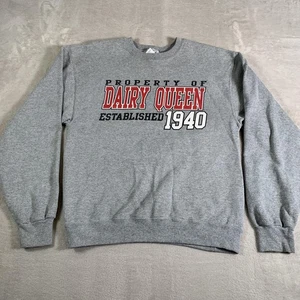 PROPERTY OF
DAIRY QUEEN
ESTABLISHED 1940